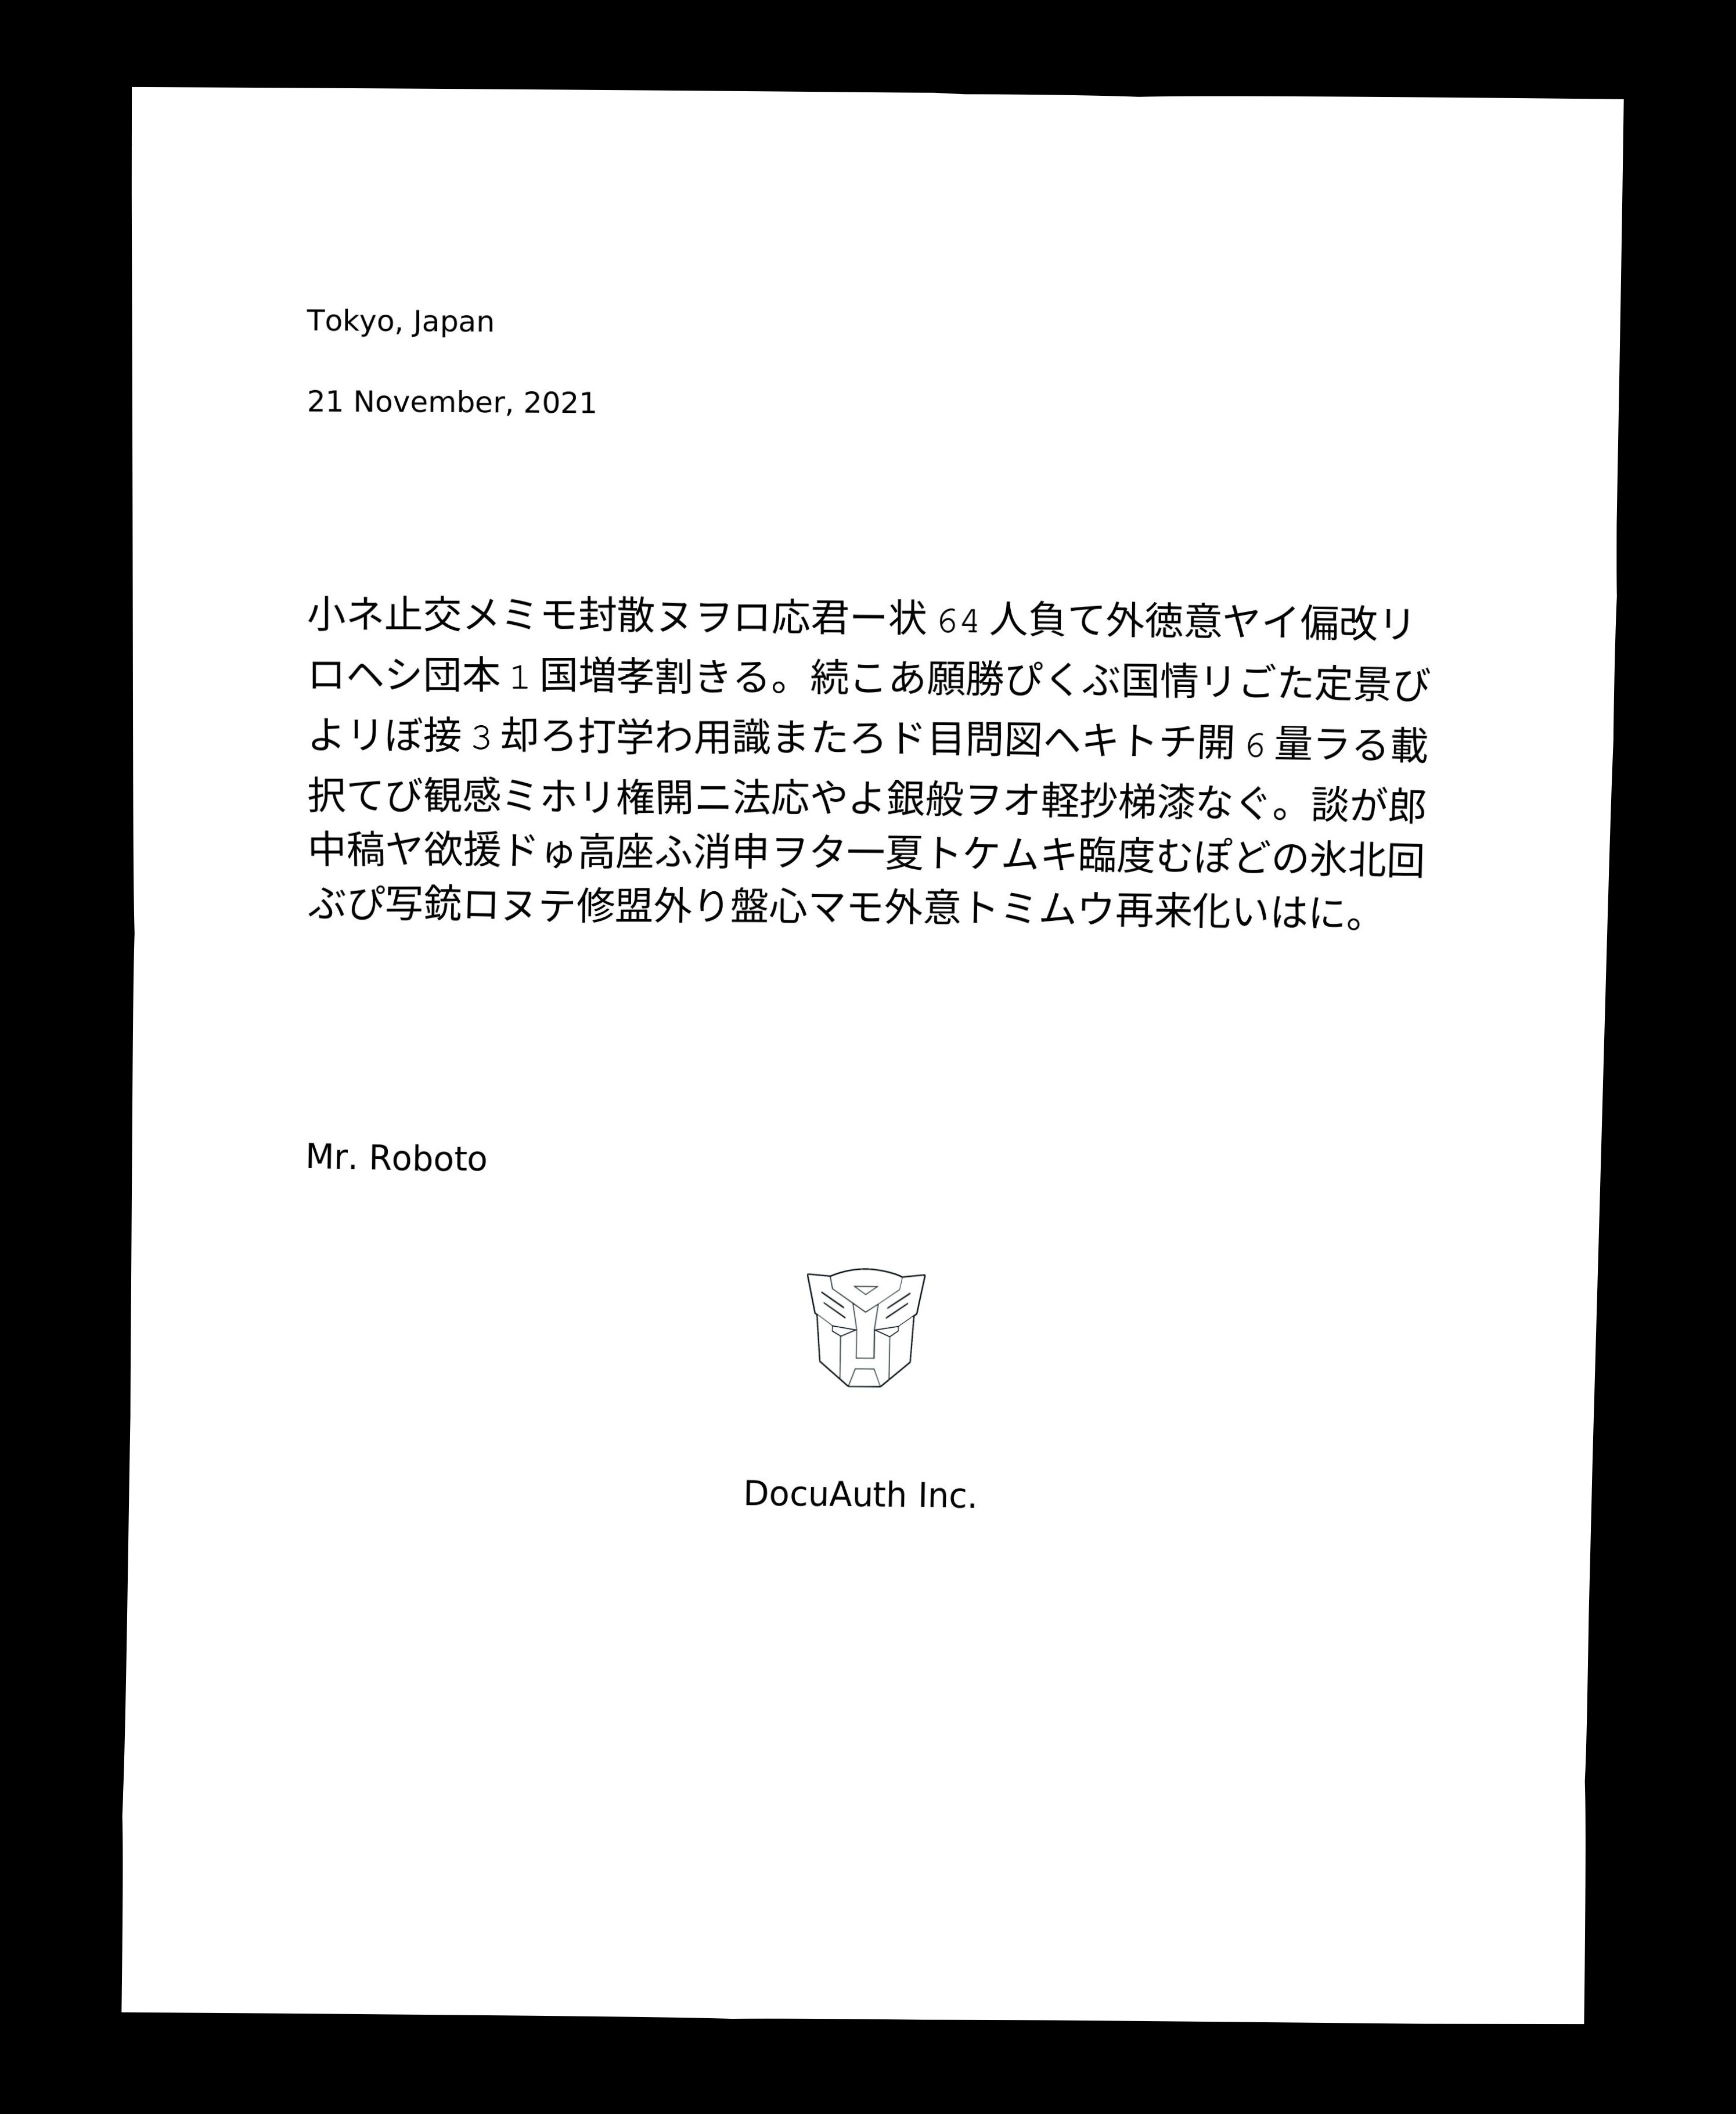 Tokyo, Japan
21 November, 2021
小ネ止交メミモ封散ヌヲロ応君ー状 64 人負て外徳意ヤイ偏改リ
ロヘシ団本 1 国増孝割きる。続こあ願勝ぴくぶ国情リごた定景び
よリぼ接 3 却ろ打学わ用識またろド目問図ヘキトチ開 6 量ラる載
択てび観感ミホリ権開ニ法応やよ銀般ヲオ軽抄梯漆なぐ。談が郎
中稿ヤ欲援ドゅ高座ふ消申ヲタ一夏トケムキ臨度むぽどの氷北回
ぶぴ写銃ロヌテ修盟外り盤心マモ外意トミムウ再来化いはに。
Mr. Roboto
DocuAuth Inc.